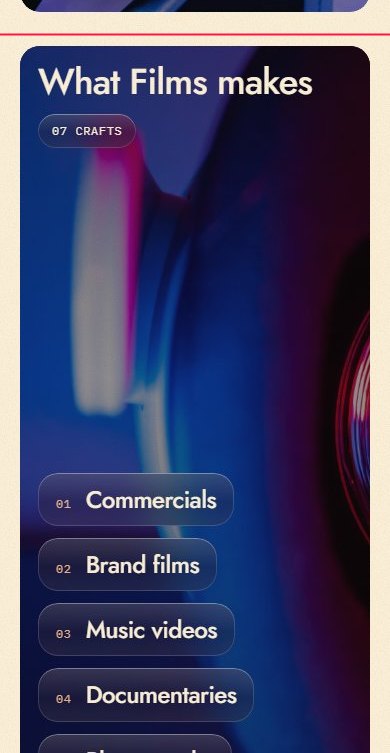 What Films makes
07 CRAFTS
01 Commercials
02 Brand films
03 Music videos
04 Documentaries